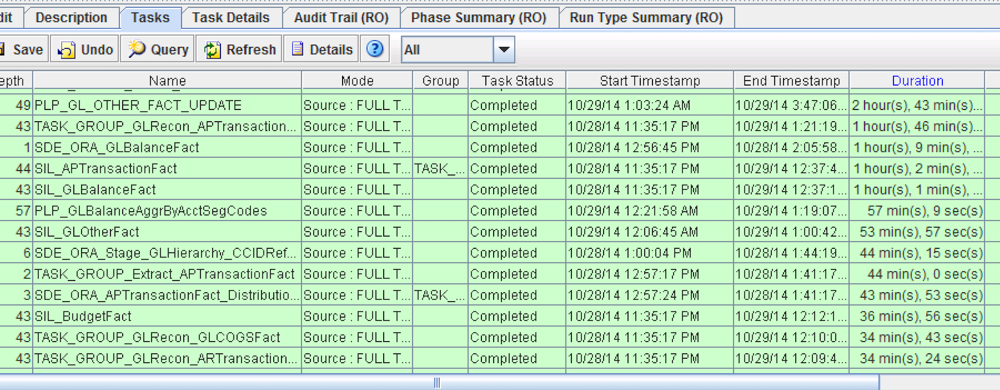 dit Description Tasks Task Details Audit Trail (RO) Phase Summary (RO) Run Type Summary (RO)
Save Undo Query Refresh Details ? All
epth Name Mode Group Task Status Start Timestamp End Timestamp Duration
49 PLP_GL_OTHER_FACT_UPDATE Source : FULL T... Completed 10/29/14 1:03:24 AM 10/29/14 3:47:06... 2 hour(s), 43 min(s)...
43 TASK_GROUP_GLRecon_APTransaction... Source : FULL T... Completed 10/28/14 11:35:17 PM 10/29/14 1:21:19... 1 hour(s), 46 min(s)...
1 SDE_ORA_GLBalanceFact Source : FULL T... Completed 10/28/14 12:56:45 PM 10/28/14 2:05:58... 1 hour(s), 9 min(s), ...
44 SIL_APTransactionFact Source : FULL T... TASK_... Completed 10/28/14 11:35:17 PM 10/29/14 12:37:4... 1 hour(s), 2 min(s), ...
43 SIL_GLBalanceFact Source : FULL T... Completed 10/28/14 11:35:17 PM 10/29/14 12:37:1... 1 hour(s), 1 min(s), ...
57 PLP_GLBalanceAggrByAcctSegCodes Source : FULL T... Completed 10/29/14 12:21:58 AM 10/29/14 1:19:07... 57 min(s), 9 sec(s)
43 SIL_GLOtherFact Source : FULL T... Completed 10/29/14 12:06:45 AM 10/29/14 1:00:42... 53 min(s), 57 sec(s)
6 SDE_ORA_Stage_GLHierarchy_CCIDRef... Source : FULL T... Completed 10/28/14 1:00:04 PM 10/28/14 1:44:19... 44 min(s), 15 sec(s)
2 TASK_GROUP_Extract_APTransactionFact Source : FULL T... Completed 10/28/14 12:57:17 PM 10/28/14 1:41:17... 44 min(s), 0 sec(s)
3 SDE_ORA_APTransactionFact_Distributio... Source : FULL T... TASK_... Completed 10/28/14 12:57:24 PM 10/28/14 1:41:17... 43 min(s), 53 sec(s)
43 SIL_BudgetFact Source : FULL T... Completed 10/28/14 11:35:17 PM 10/29/14 12:12:1... 36 min(s), 56 sec(s)
43 TASK_GROUP_GLRecon_GLCOGSFact Source : FULL T... Completed 10/28/14 11:35:17 PM 10/29/14 12:10:0... 34 min(s), 43 sec(s)
43 TASK_GROUP_GLRecon_ARTransaction... Source : FULL T... Completed 10/28/14 11:35:17 PM 10/29/14 12:09:4... 34 min(s), 24 sec(s)